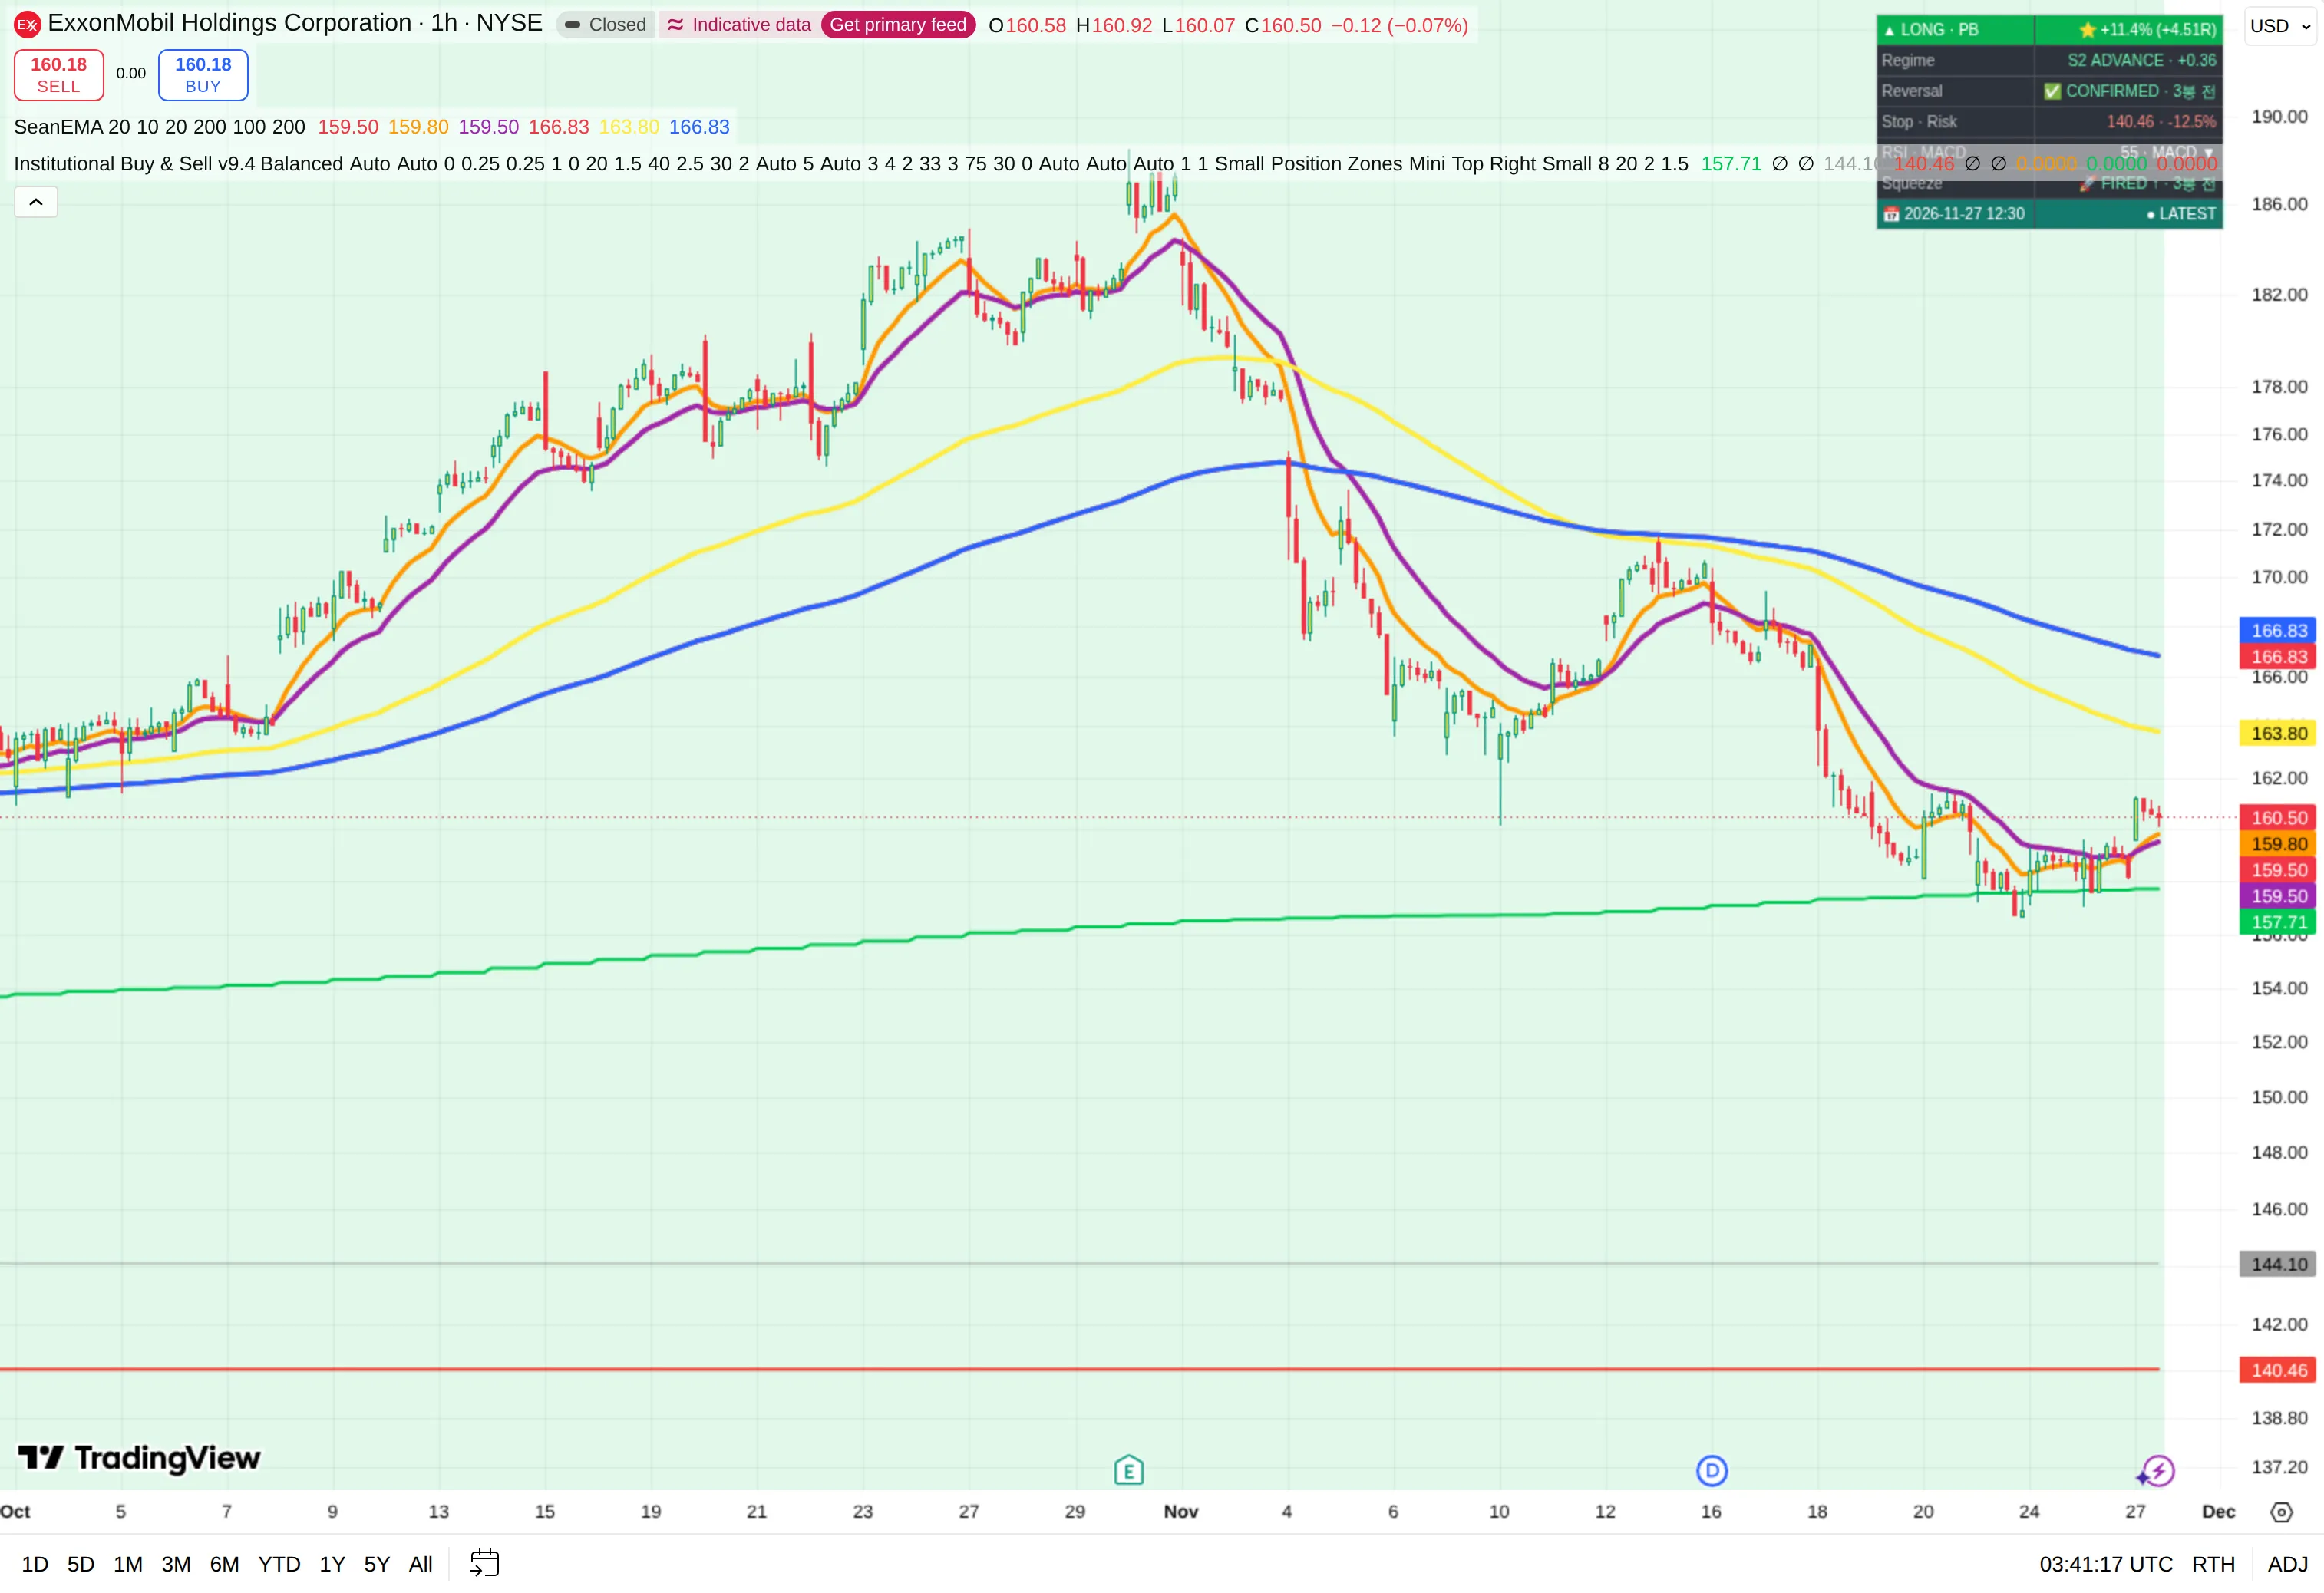 EX ExxonMobil Holdings Corporation · 1h · NYSE Closed Indicative data Get primary feed O160.58 H160.92 L160.07 C160.50 −0.12 (−0.07%)
160.18 SELL 0.00 160.18 BUY
SeanEMA 20 10 20 200 100 200 159.50 159.80 159.50 166.83 163.80 166.83
Institutional Buy & Sell v9.4 Balanced Auto Auto 0 0.25 0.25 1 0 20 1.5 40 2.5 30 2 Auto 5 Auto 3 4 2 33 3 75 30 0 Auto Auto Auto 1 1 Small Position Zones Mini Top Right Small 8 20 2 1.5 157.71 ∅ ∅ 144.10 140.46 ∅ ∅ 0.0000 0.0000 0.0000
▲ LONG · PB ⭐ +11.4% (+4.51R)
Regime S2 ADVANCE · +0.36
Reversal ✅ CONFIRMED · 3봉 전
Stop · Risk 140.46 · -12.5%
RSI · MACD 55 · MACD ▼
Squeeze 🚀 FIRED ↑ · 3봉 전
📅 2026-11-27 12:30 ● LATEST
USD
190.00
186.00
182.00
178.00
176.00
174.00
172.00
170.00
166.83
166.83
166.00
163.80
162.00
160.50
159.80
159.50
159.50
157.71
156.00
154.00
152.00
150.00
148.00
146.00
144.10
142.00
140.46
138.80
137.20
TradingView
E D
Oct 5 7 9 13 15 19 21 23 27 29 Nov 4 6 10 12 16 18 20 24 27 Dec
1D 5D 1M 3M 6M YTD 1Y 5Y All 03:41:17 UTC RTH ADJ